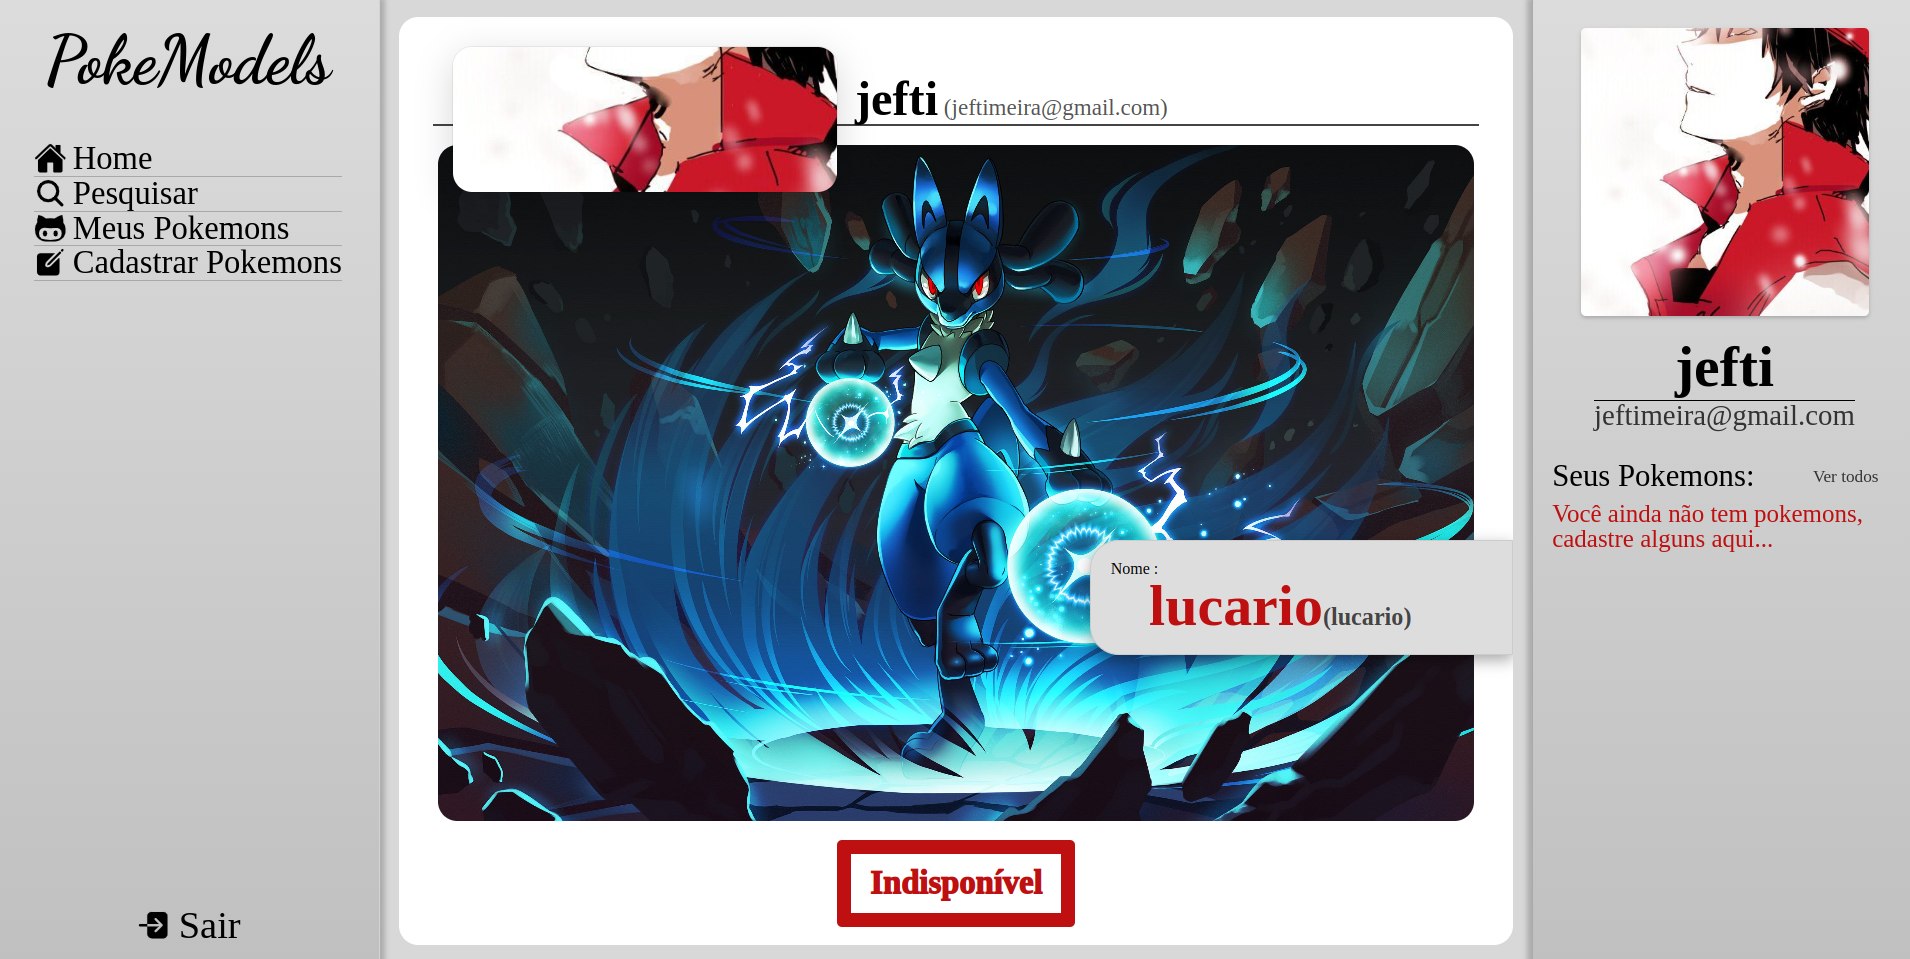 PokeModels
Home
Pesquisar
Meus Pokemons
Cadastrar Pokemons
Sair
jefti (jeftimeira@gmail.com)
Nome :
lucario(lucario)
Indisponível
jefti
jeftimeira@gmail.com
Seus Pokemons: Ver todos
Você ainda não tem pokemons,
cadastre alguns aqui...